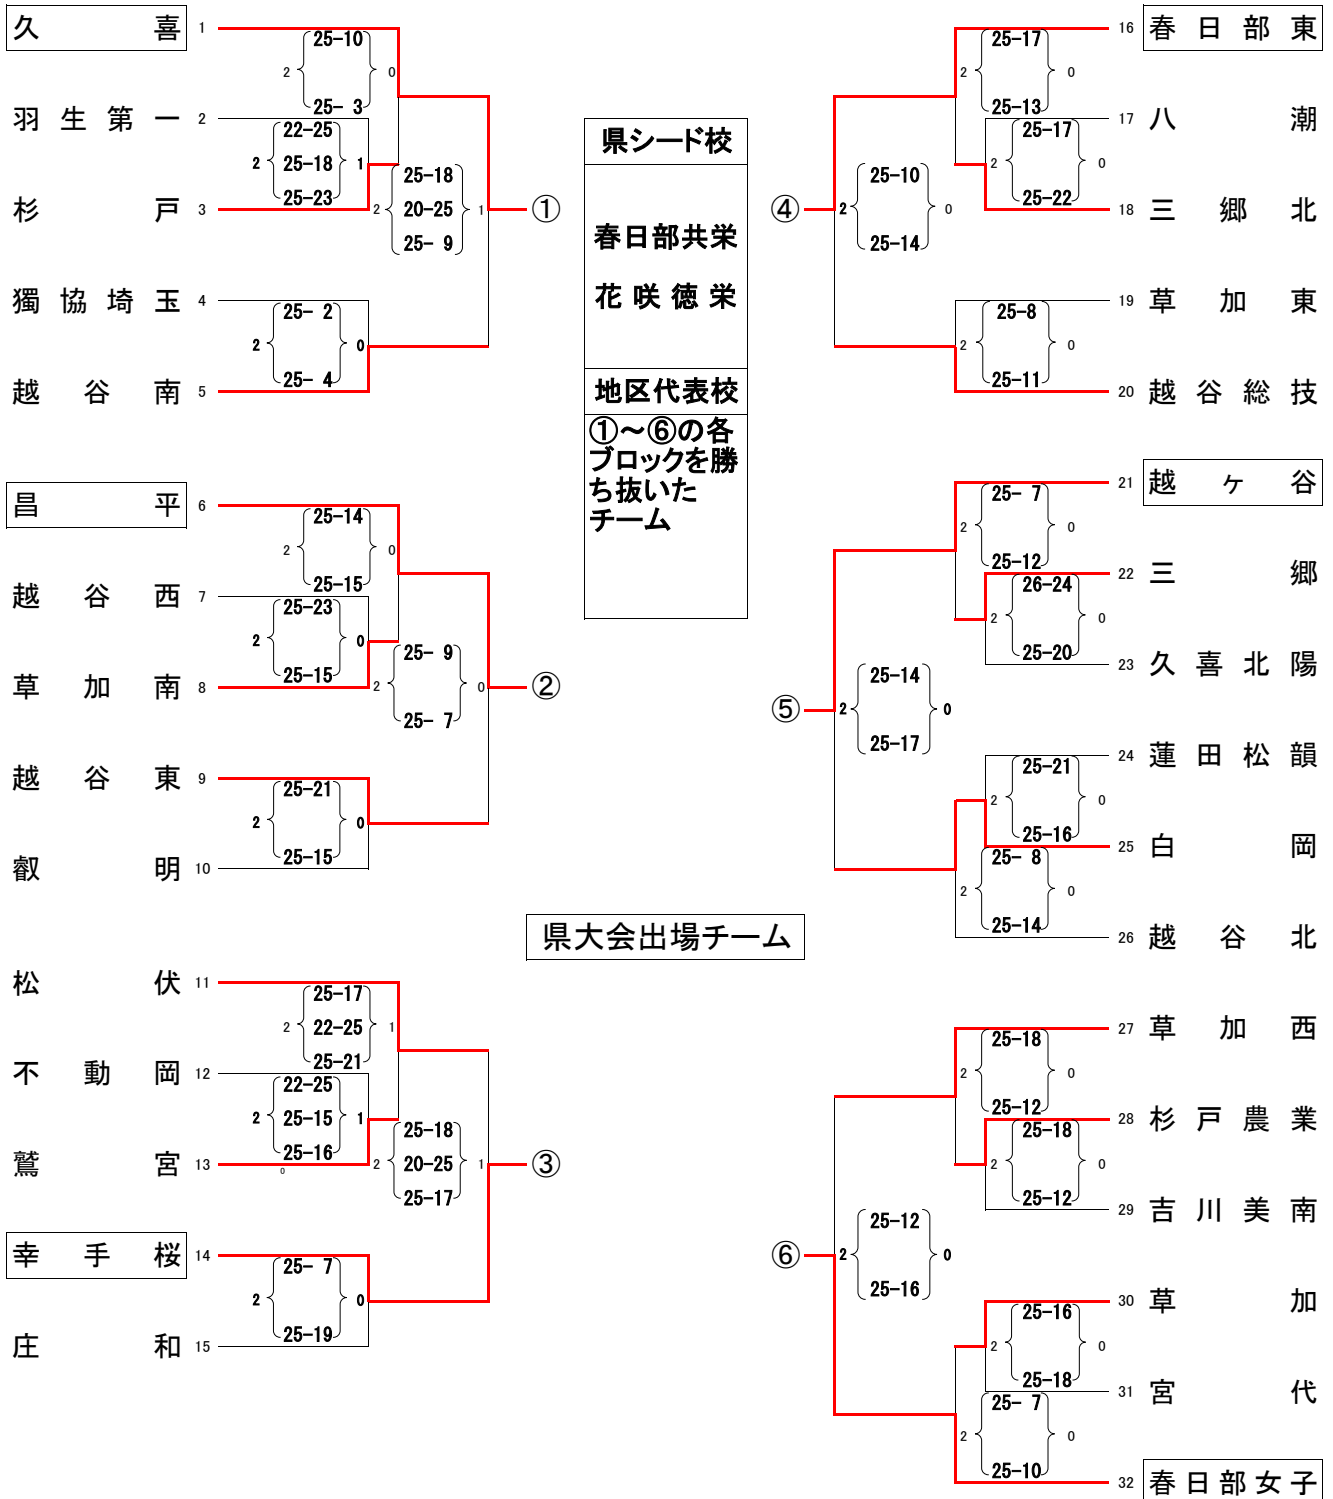 久喜 1
25-10
2 0
25- 3
羽生第一 2
22-25
2 25-18 1
25-23
杉戸 3
25-18
2 20-25 1
25- 9
①
獨協埼玉 4
25- 2
2 0
25- 4
越谷南 5
昌平 6
25-14
2 0
25-15
越谷西 7
25-23
2 0
25-15
草加南 8
25- 9
2 0
25- 7
②
越谷東 9
25-21
2 0
25-15
叡明 10
松伏 11
25-17
2 22-25 1
25-21
不動岡 12
22-25
2 25-15 1
25-16
0
鷲宮 13
25-18
2 20-25 1
25-17
③
幸手桜 14
25- 7
2 0
25-19
庄和 15
県シード校
春日部共栄
花咲徳栄
地区代表校
①～⑥の各
ブロックを勝
ち抜いた
チーム
県大会出場チーム
16 春日部東
25-17
2 0
25-13
17 八潮
25-17
2 0
25-22
18 三郷北
④
25-10
2 0
25-14
19 草加東
25-8
2 0
25-11
20 越谷総技
21 越ヶ谷
25- 7
2 0
25-12
22 三郷
26-24
2 0
25-20
23 久喜北陽
⑤
25-14
2 0
25-17
24 蓮田松韻
25-21
2 0
25-16
25 白岡
25- 8
2 0
25-14
26 越谷北
27 草加西
25-18
2 0
25-12
28 杉戸農業
25-18
2 0
25-12
29 吉川美南
⑥
25-12
2 0
25-16
30 草加
25-16
2 0
25-18
31 宮代
25- 7
2 0
25-10
32 春日部女子